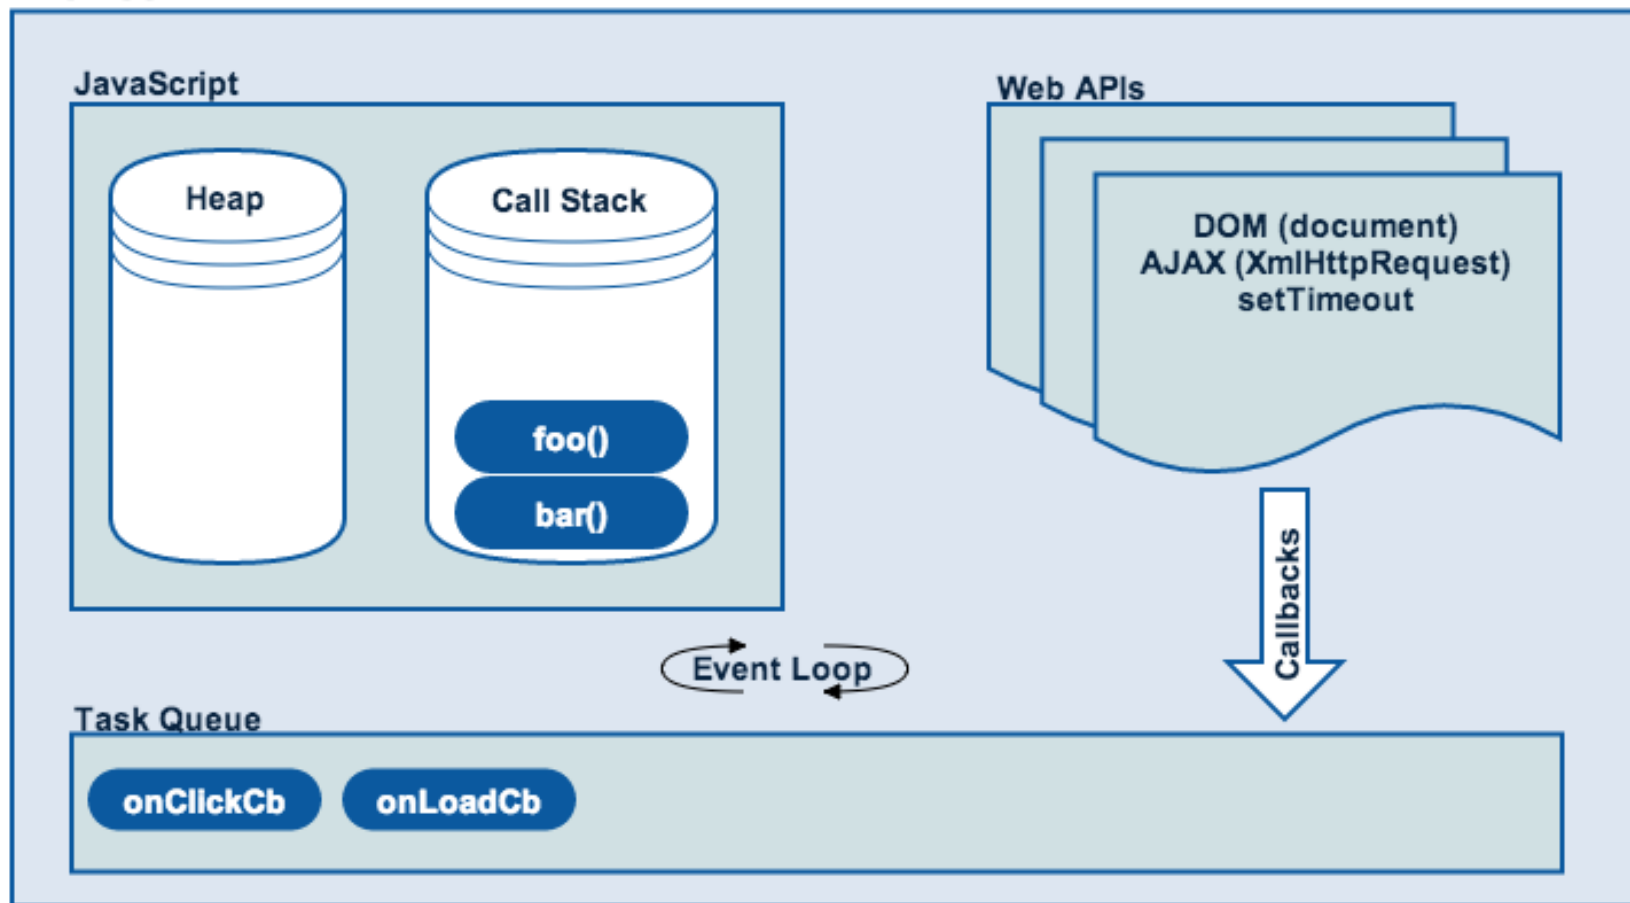 JavaScript
Heap
Call Stack
foo()
bar()
Web APIs
DOM (document)
AJAX (XmlHttpRequest)
setTimeout
Callbacks
Event Loop
Task Queue
onClickCb
onLoadCb